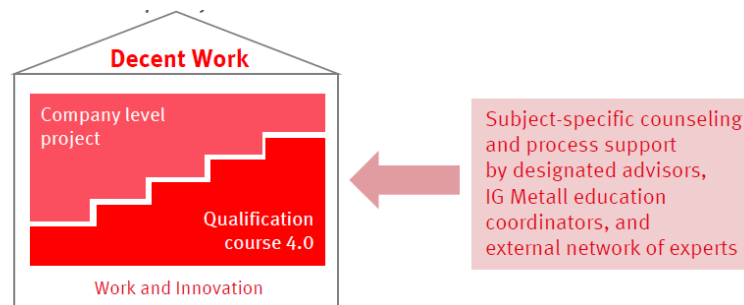 Decent Work
Company level
project
Qualification
course 4.0
Work and Innovation
Subject-specific counseling
and process support
by designated advisors,
IG Metall education
coordinators, and
external network of experts